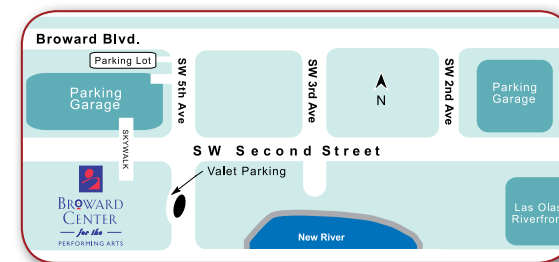 Broward Blvd.
Parking Lot
Parking
Garage
SW 5th Ave
SW 3rd Ave
N
SW 2nd Ave
Parking
Garage
SKYWALK
SW Second Street
Valet Parking
BROWARD
CENTER
for the
PERFORMING ARTS
New River
Las Olas
Riverfront